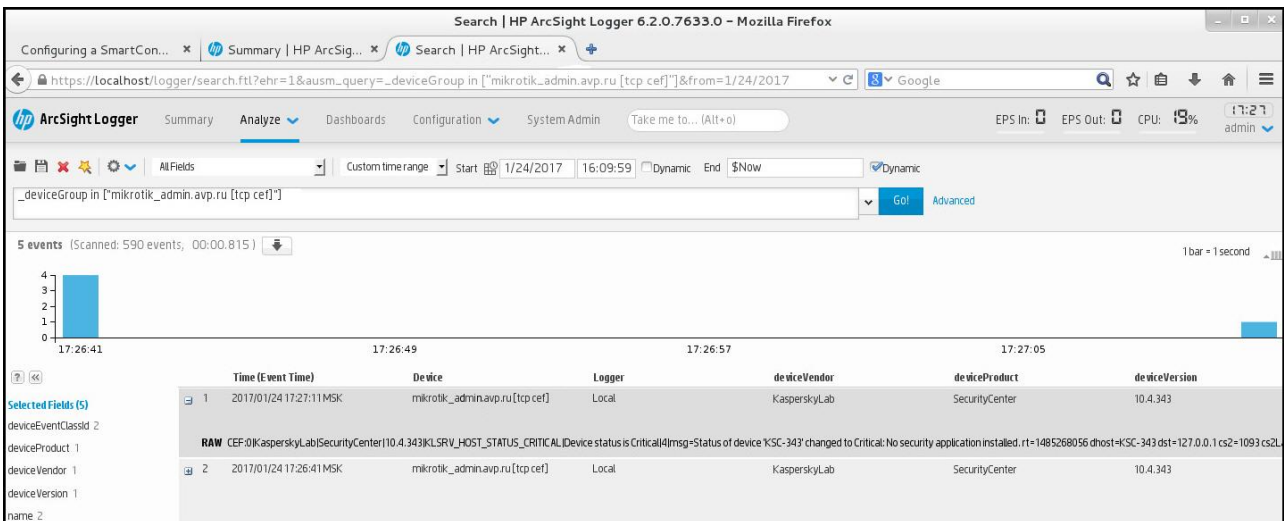 Search | HP ArcSight Logger 6.2.0.7633.0 - Mozilla Firefox
Configuring a SmartCon... × Summary | HP ArcSig... × Search | HP ArcSight... ×
https://localhost/logger/search.ftl?ehr=1&ausm_query=_deviceGroup in ["mikrotik_admin.avp.ru [tcp cef]"]&from=1/24/2017 Google
hp ArcSight Logger Summary Analyze Dashboards Configuration System Admin Take me to... (Alt+o) EPS In: 0 EPS Out: 0 CPU: 19% 17:27 admin
All Fields Custom time range Start 1/24/2017 16:09:59 Dynamic End $Now Dynamic
_deviceGroup in ["mikrotik_admin.avp.ru [tcp cef]"] Go! Advanced
5 events (Scanned: 590 events, 00:00.815) 1 bar = 1 second
4
3
2
1
0
17:26:41 17:26:49 17:26:57 17:27:05
Time (Event Time) Device Logger deviceVendor deviceProduct deviceVersion
Selected Fields (5) 1 2017/01/24 17:27:11 MSK mikrotik_admin.avp.ru [tcp cef] Local KasperskyLab SecurityCenter 10.4.343
deviceEventClassId 2
RAW CEF:0|KasperskyLab|SecurityCenter|10.4.343|KLSRV_HOST_STATUS_CRITICAL|Device status is Critical|4|msg=Status of device 'KSC-343' changed to Critical: No security application installed. rt=1485268056 dhost=KSC-343 dst=127.0.0.1 cs2=1093 cs2L
deviceProduct 1
deviceVendor 1 2 2017/01/24 17:26:41 MSK mikrotik_admin.avp.ru [tcp cef] Local KasperskyLab SecurityCenter 10.4.343
deviceVersion 1
name 2